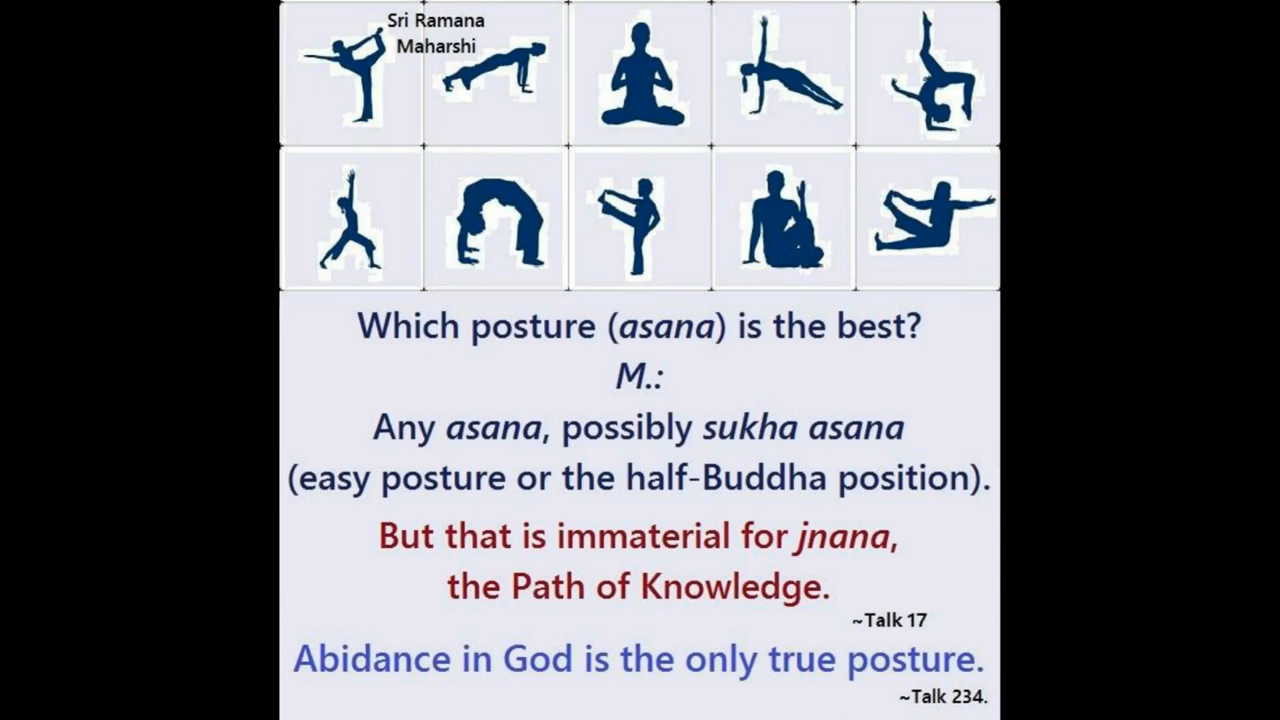 Sri Ramana
Maharshi
Which posture (asana) is the best?
M.:
Any asana, possibly sukha asana
(easy posture or the half-Buddha position).
But that is immaterial for jnana,
the Path of Knowledge.
~Talk 17
Abidance in God is the only true posture.
~Talk 234.